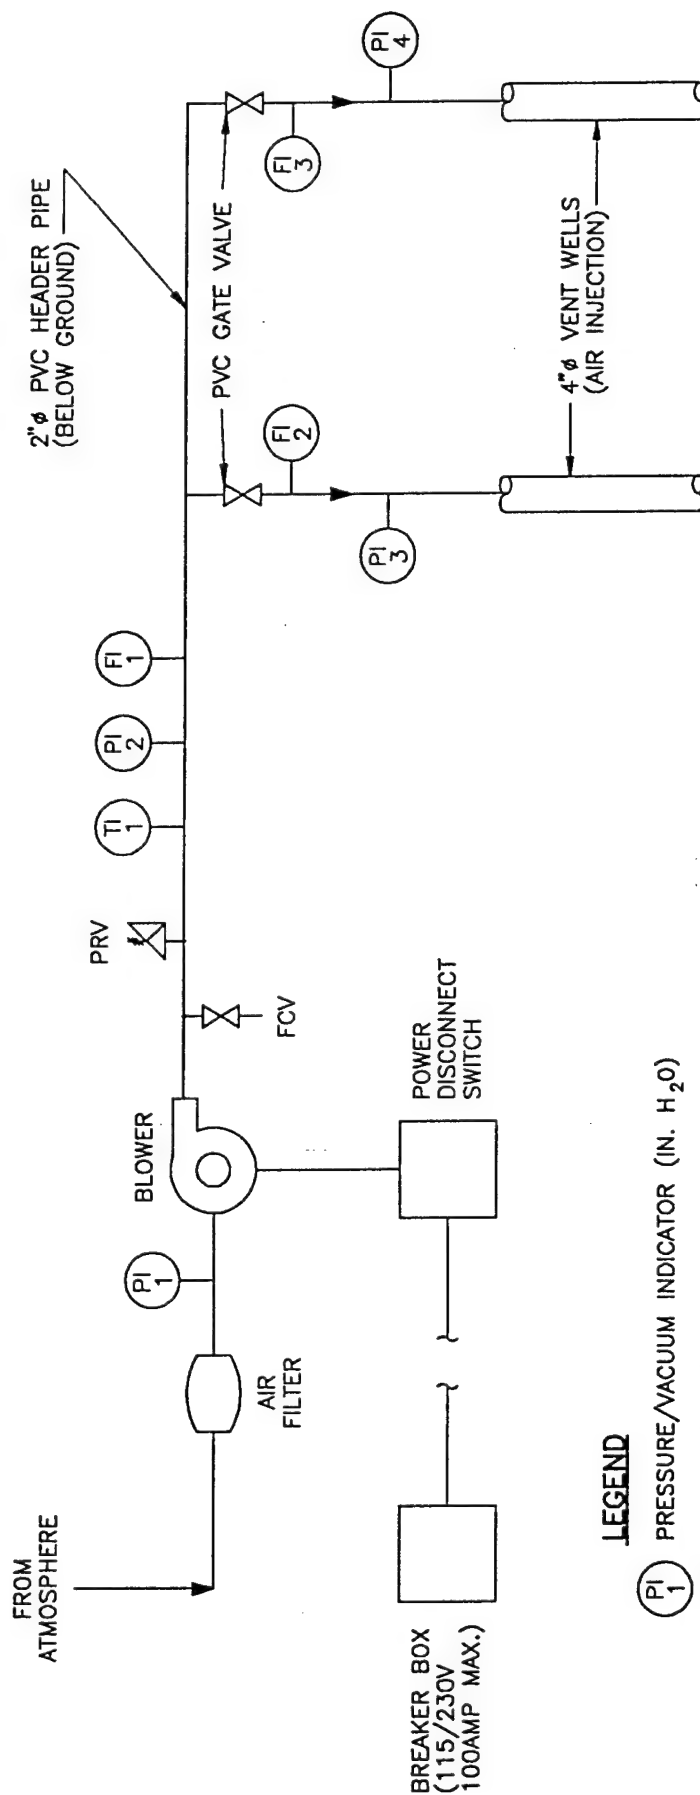 FROM
ATMOSPHERE
AIR
FILTER
PI
1
BLOWER
FCV
PRV
TI
1
PI
2
FI
1
2"ø PVC HEADER PIPE
(BELOW GROUND)
PVC GATE VALVE
FI
2
PI
3
FI
3
PI
4
4"ø VENT WELLS
(AIR INJECTION)
BREAKER BOX
(115/230V
100AMP MAX.)
POWER
DISCONNECT
SWITCH
LEGEND
PI
1
PRESSURE/VACUUM INDICATOR (IN. H₂O)